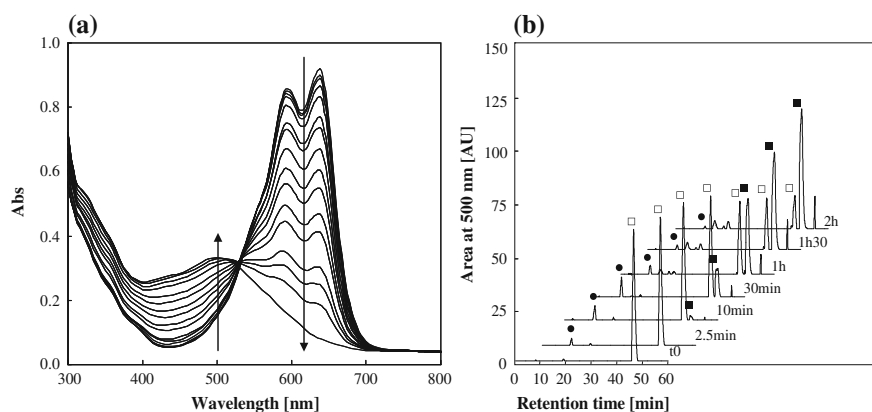 (a)
Abs
1.0
0.8
0.6
0.4
0.2
0.0
300 400 500 600 700 800
Wavelength [nm]
(b)
Area at 500 nm [AU]
150
125
100
75
50
25
0
2h
1h30
1h
30min
10min
2.5min
t0
0 10 20 30 40 50 60
Retention time [min]